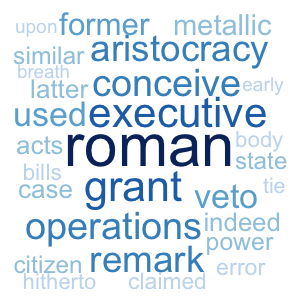 upon former metallic
similar aristocracy
breath
latter conceive early
used executive
acts roman body
state
bills
case grant veto tie
operations indeed
power
citizen remark error
hitherto claimed